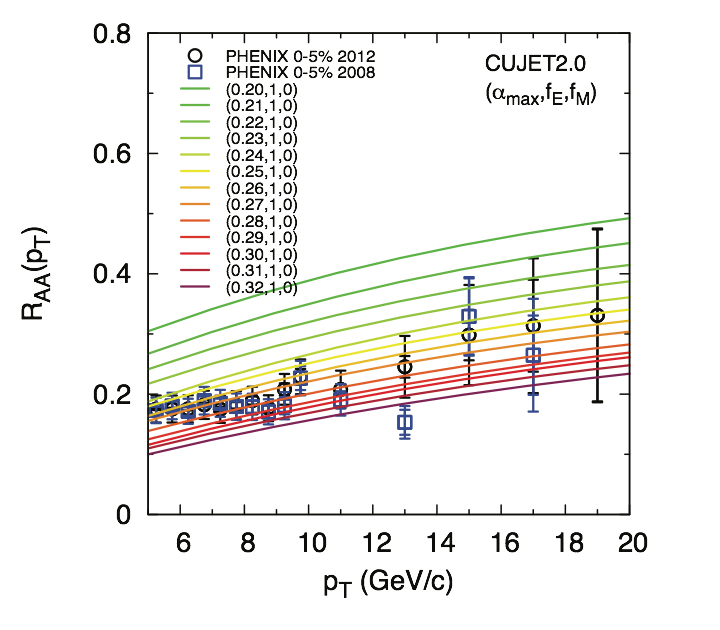 0.8
0.6
0.4
0.2
0
R_AA(p_T)
PHENIX 0-5% 2012
PHENIX 0-5% 2008
(0.20,1,0)
(0.21,1,0)
(0.22,1,0)
(0.23,1,0)
(0.24,1,0)
(0.25,1,0)
(0.26,1,0)
(0.27,1,0)
(0.28,1,0)
(0.29,1,0)
(0.30,1,0)
(0.31,1,0)
(0.32,1,0)
CUJET2.0
(α_max,f_E,f_M)
6 8 10 12 14 16 18 20
p_T (GeV/c)